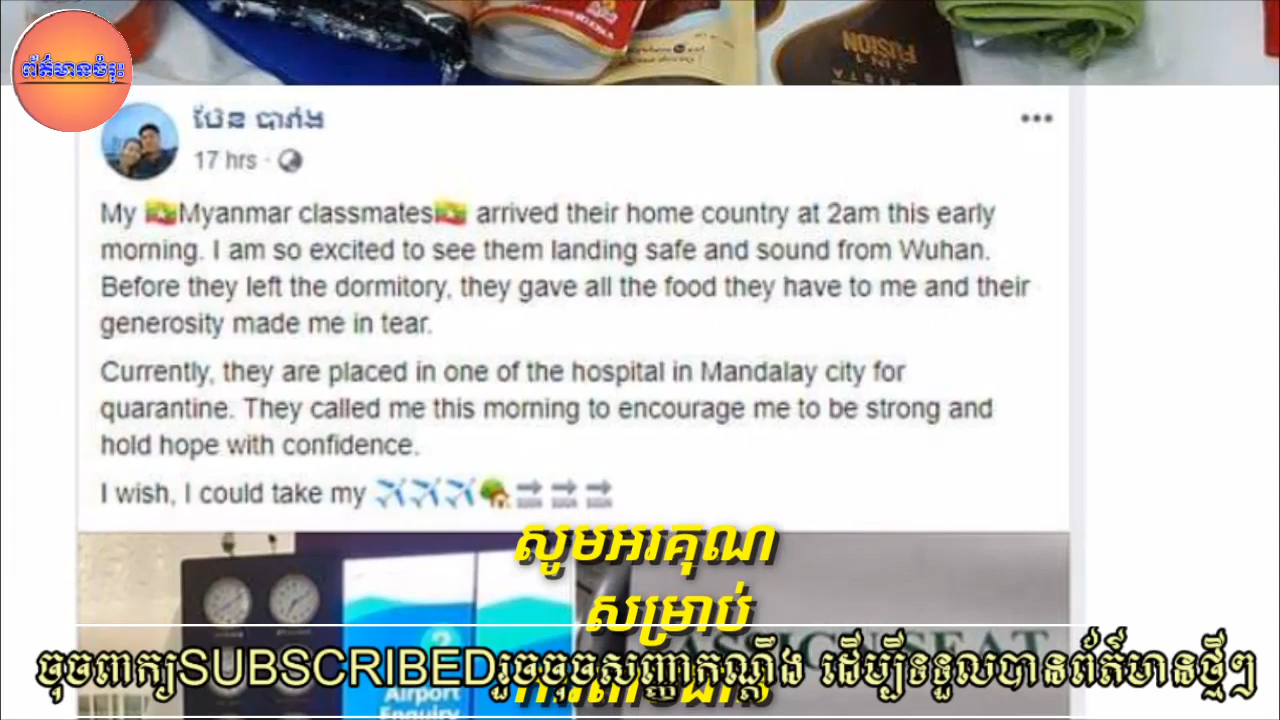 FUSION
ព័ត៌មានចំរុះ
ប៊ែន បារាំង
17 hrs ·
My 🇲🇲Myanmar classmates🇲🇲 arrived their home country at 2am this early
morning. I am so excited to see them landing safe and sound from Wuhan.
Before they left the dormitory, they gave all the food they have to me and their
generosity made me in tear.
Currently, they are placed in one of the hospital in Mandalay city for
quarantine. They called me this morning to encourage me to be strong and
hold hope with confidence.
I wish, I could take my ✈️✈️✈️🏡🔜🔜🔜
សូមអរគុណ
សម្រាប់
ចុចពាក្យSUBSCRIBEDរួចចុចសញ្ញាកណ្ដឹង ដើម្បីទទួលបានព័ត៌មានថ្មីៗ
Airport
Enquiry